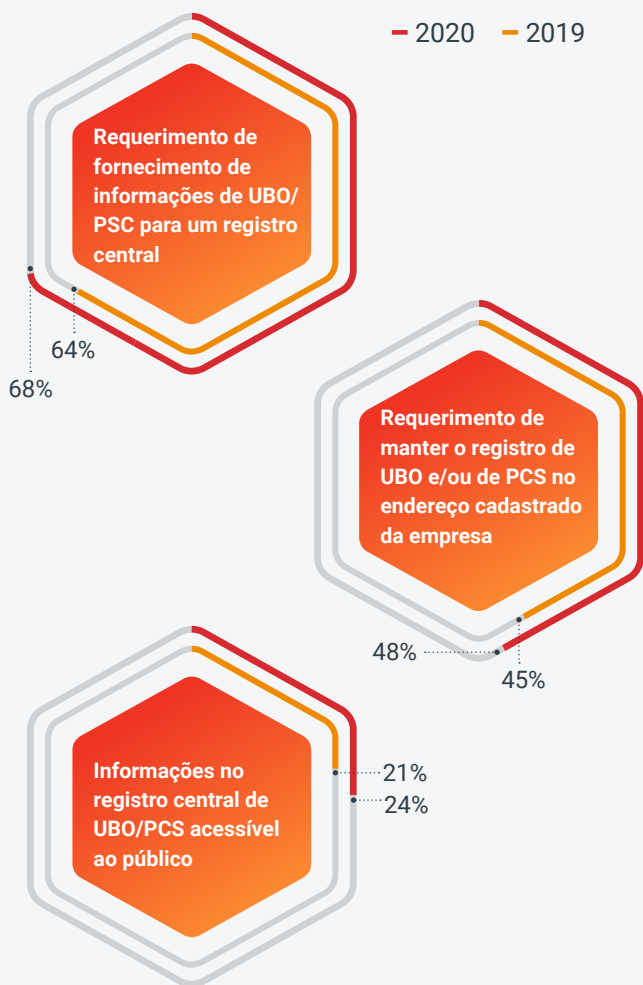 2020 2019
Requerimento de
fornecimento de
informações de UBO/
PSC para um registro
central
64%
68%
Requerimento de
manter o registro de
UBO e/ou de PCS no
endereço cadastrado
da empresa
48%
45%
Informações no
registro central de
UBO/PCS acessível
ao público
21%
24%